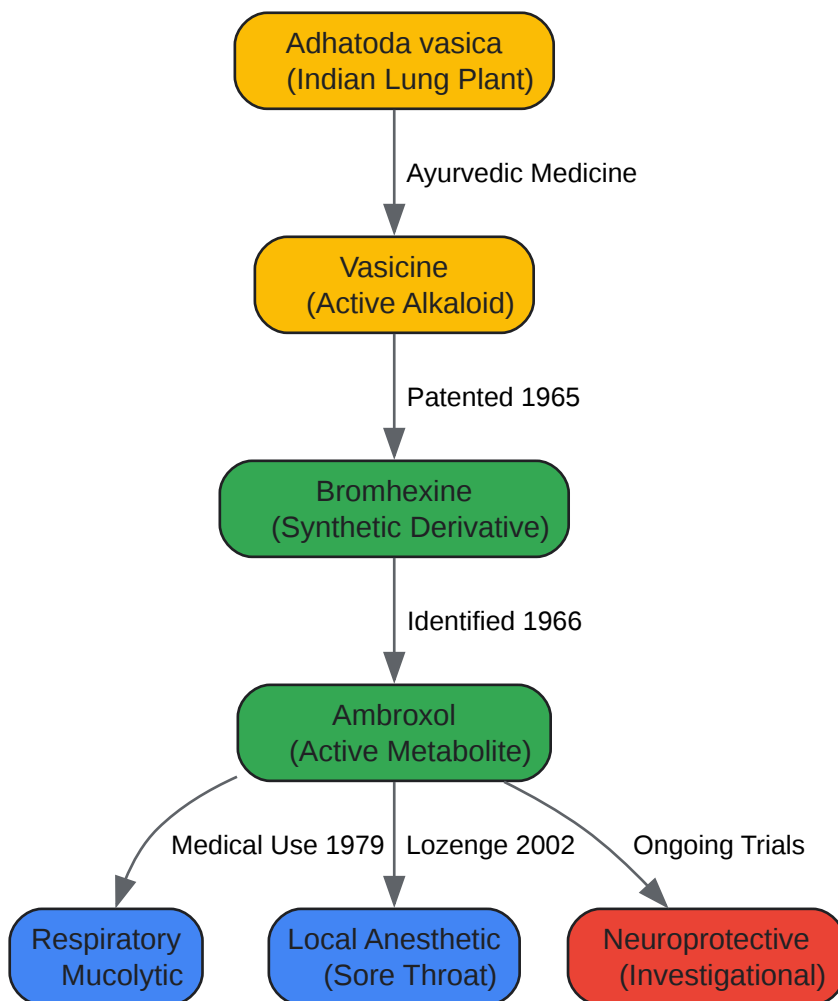 Adhatoda vasica
(Indian Lung Plant)
Ayurvedic Medicine
Vasicine
(Active Alkaloid)
Patented 1965
Bromhexine
(Synthetic Derivative)
Identified 1966
Ambroxol
(Active Metabolite)
Medical Use 1979
Lozenge 2002
Ongoing Trials
Respiratory
Mucolytic
Local Anesthetic
(Sore Throat)
Neuroprotective
(Investigational)